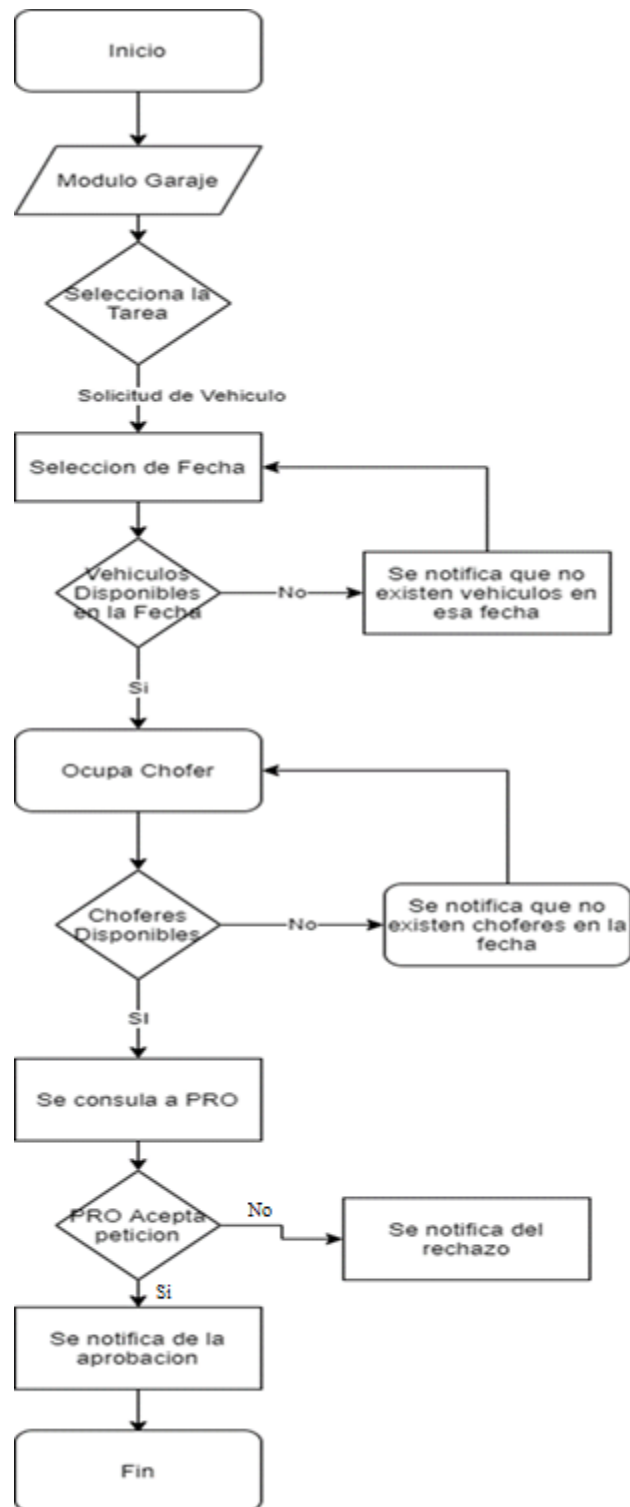 Inicio
Modulo Garaje
Selecciona la
Tarea
Solicitud de Vehiculo
Seleccion de Fecha
Vehiculos
Disponibles
en la Fecha
No
Se notifica que no
existen vehiculos en
esa fecha
Si
Ocupa Chofer
Choferes
Disponibles
No
Se notifica que no
existen choferes en la
fecha
SI
Se consula a PRO
PRO Acepta
peticion
No
Se notifica del
rechazo
Si
Se notifica de la
aprobacion
Fin